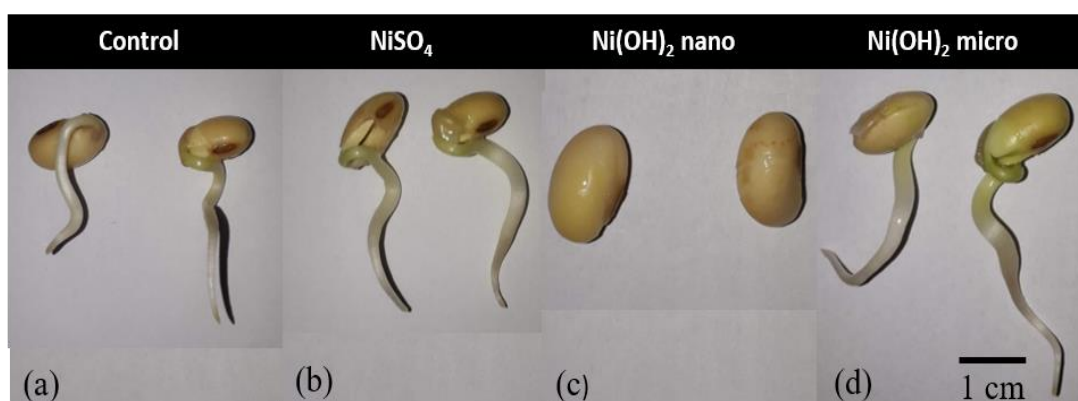 Control NiSO₄ Ni(OH)₂ nano Ni(OH)₂ micro
(a) (b) (c) (d) 1 cm